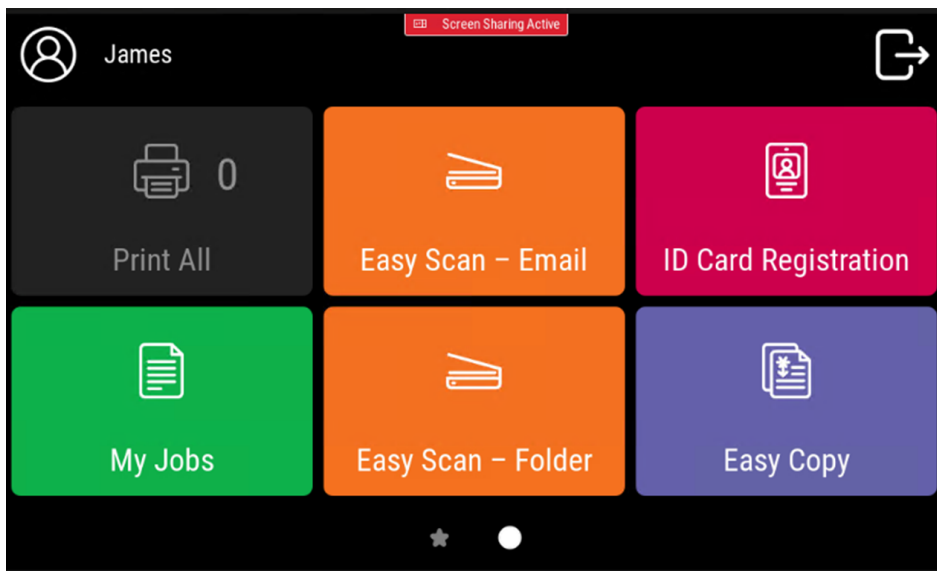 Screen Sharing Active
James
0
Print All
Easy Scan – Email
ID Card Registration
My Jobs
Easy Scan – Folder
Easy Copy